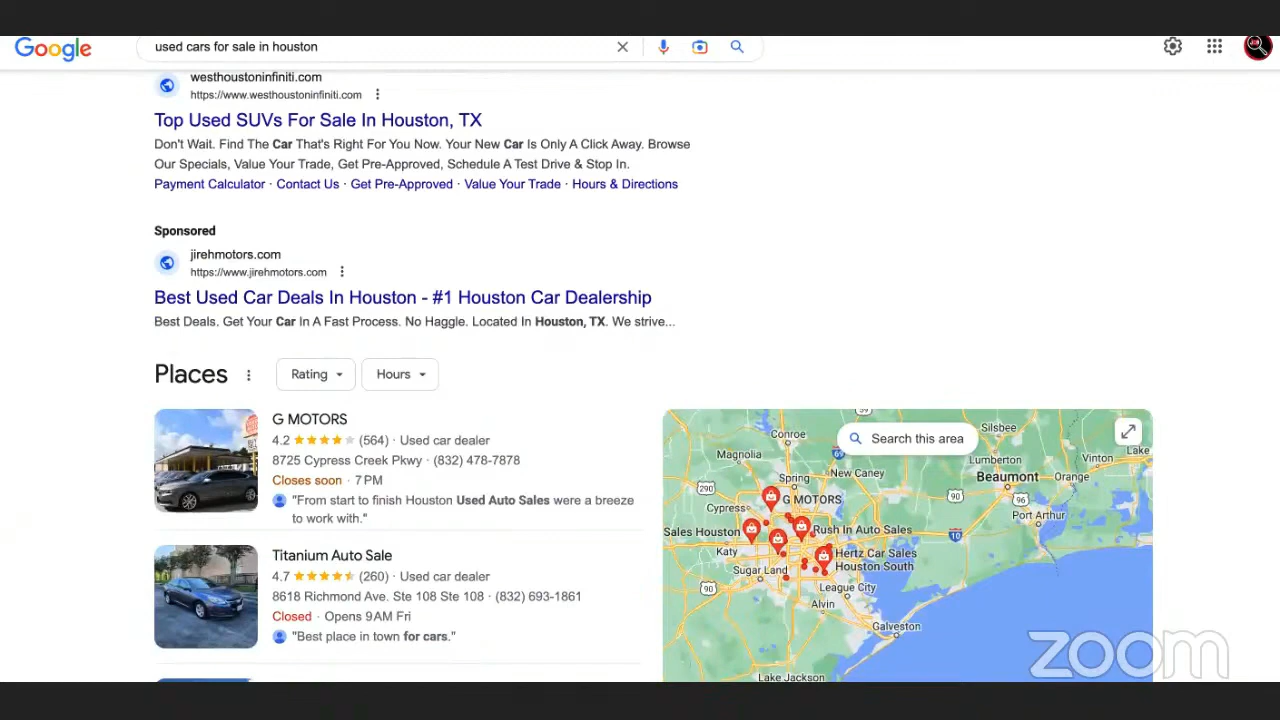 Google
used cars for sale in houston
westhoustoninfiniti.com
https://www.westhoustoninfiniti.com
Top Used SUVs For Sale In Houston, TX
Don't Wait. Find The Car That's Right For You Now. Your New Car Is Only A Click Away. Browse
Our Specials, Value Your Trade, Get Pre-Approved, Schedule A Test Drive & Stop In.
Payment Calculator · Contact Us · Get Pre-Approved · Value Your Trade · Hours & Directions
Sponsored
jirehmotors.com
https://www.jirehmotors.com
Best Used Car Deals In Houston - #1 Houston Car Dealership
Best Deals. Get Your Car In A Fast Process. No Haggle. Located In Houston, TX. We strive...
Places
Rating
Hours
G MOTORS
4.2 (564) · Used car dealer
8725 Cypress Creek Pkwy · (832) 478-7878
Closes soon · 7 PM
"From start to finish Houston Used Auto Sales were a breeze
to work with."
Titanium Auto Sale
4.7 (260) · Used car dealer
8618 Richmond Ave. Ste 108 Ste 108 · (832) 693-1861
Closed · Opens 9 AM Fri
"Best place in town for cars."
59
Search this area
Silsbee
Conroe
69
Lumberton
Vinton
Lake
Magnolia
New Caney
Beaumont
Orange
Spring
290
90
96
G MOTORS
Cypress
Port Arthur
Sales Houston
Rush In Auto Sales
10
Katy
Hertz Car Sales
Houston South
Sugar Land
90
League City
Alvin
Galveston
Lake Jackson
zoom